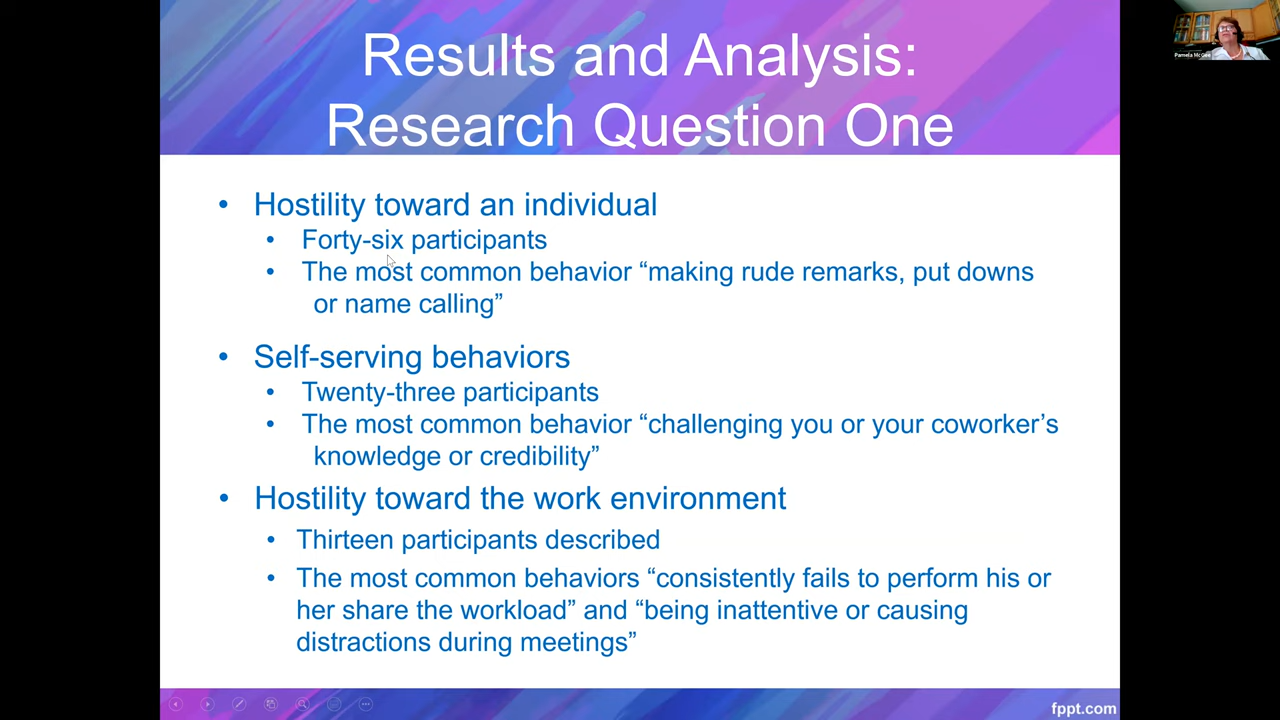 Results and Analysis:
Research Question One
Pamela McGee
• Hostility toward an individual
• Forty-six participants
• The most common behavior “making rude remarks, put downs
or name calling”
• Self-serving behaviors
• Twenty-three participants
• The most common behavior “challenging you or your coworker’s
knowledge or credibility”
• Hostility toward the work environment
• Thirteen participants described
• The most common behaviors “consistently fails to perform his or
her share the workload” and “being inattentive or causing
distractions during meetings”
fppt.com